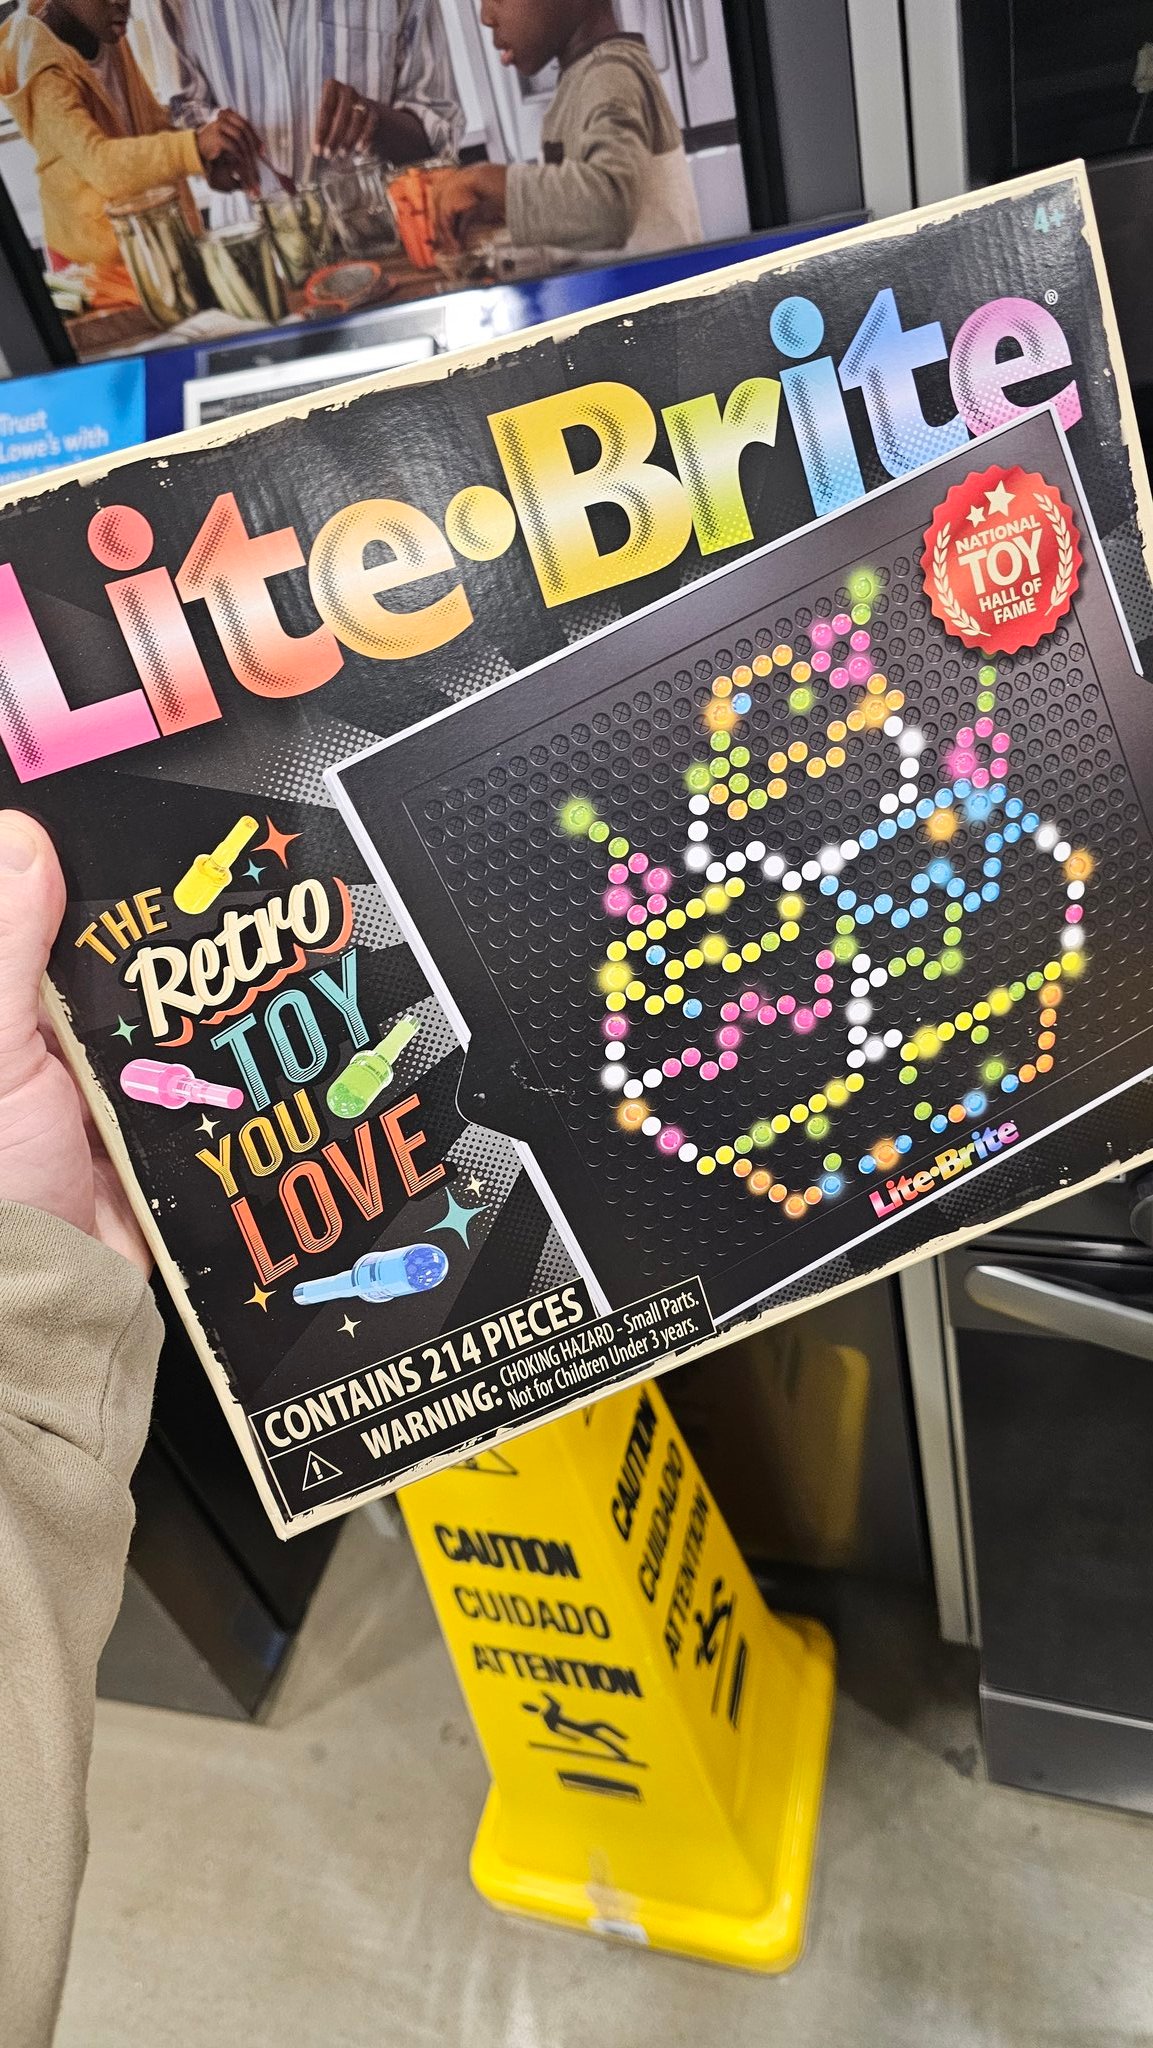 Trust
Lowe's with
4+
Lite•Brite®
NATIONAL
TOY
HALL OF
FAME
THE
Retro
TOY
YOU
LOVE
Lite•Brite
CONTAINS 214 PIECES
WARNING: CHOKING HAZARD - Small Parts.
Not for Children Under 3 years.
CAUTION
CUIDADO
ATTENTION
CAUTION
CUIDADO
ATTENTION